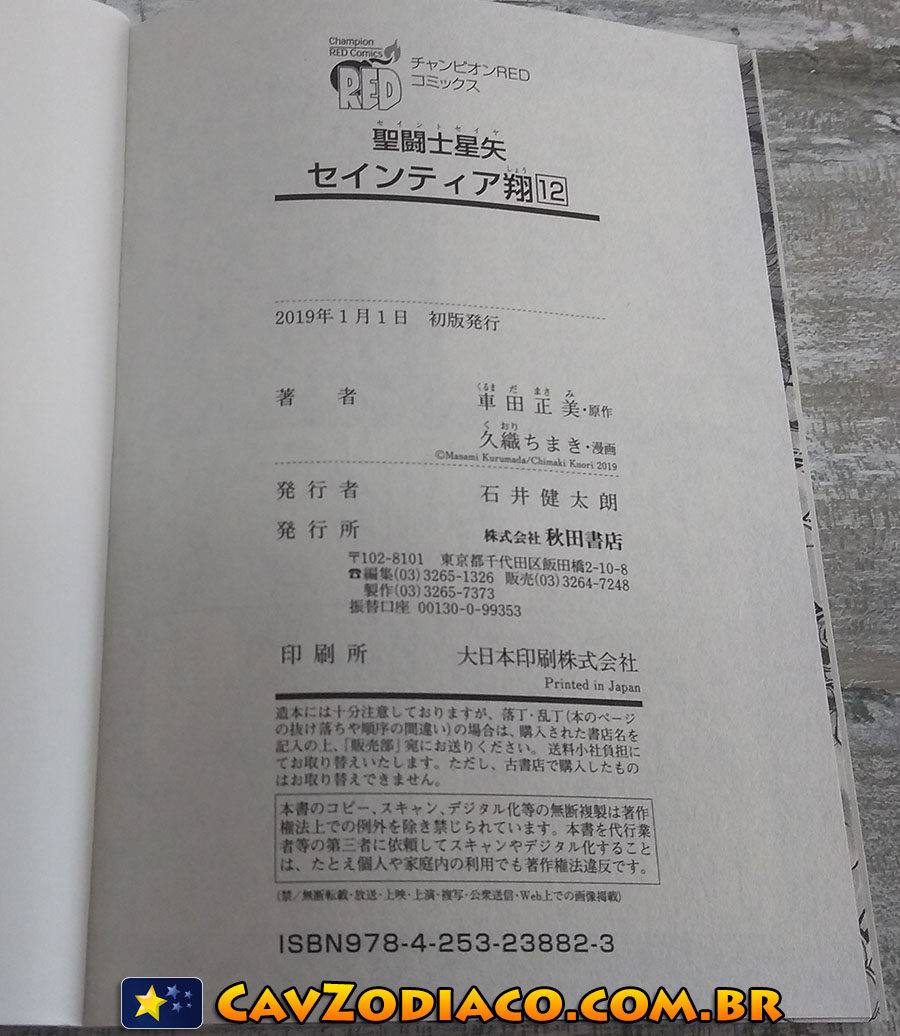 Champion
RED Comics
RED
チャンピオンRED
コミックス
セイントセイヤ
聖闘士星矢
しょう
セインティア翔12
2019年1月1日 初版発行
くるま だ まさ み
著者 車田正美・原作
く おり
久織ちまき・漫画
©Masami Kurumada/Chimaki Kuori 2019
発行者 石井健太朗
発行所 株式会社 秋田書店
〒102-8101 東京都千代田区飯田橋2-10-8
☎編集(03)3265-1326 販売(03)3264-7248
製作(03)3265-7373
振替口座 00130-0-99353
印刷所 大日本印刷株式会社
Printed in Japan
造本には十分注意しておりますが、落丁・乱丁(本のページ
の抜け落ちや順序の間違い)の場合は、購入された書店名を
記入の上、「販売部」宛にお送りください。送料小社負担に
てお取り替えいたします。ただし、古書店で購入したもの
はお取り替えできません。
本書のコピー、スキャン、デジタル化等の無断複製は著作
権法上での例外を除き禁じられています。本書を代行業
者等の第三者に依頼してスキャンやデジタル化すること
は、たとえ個人や家庭内の利用でも著作権法違反です。
(禁/無断転載・放送・上映・上演・複写・公衆送信・Web上での画像掲載)
ISBN978-4-253-23882-3
CavZodiaco.com.br